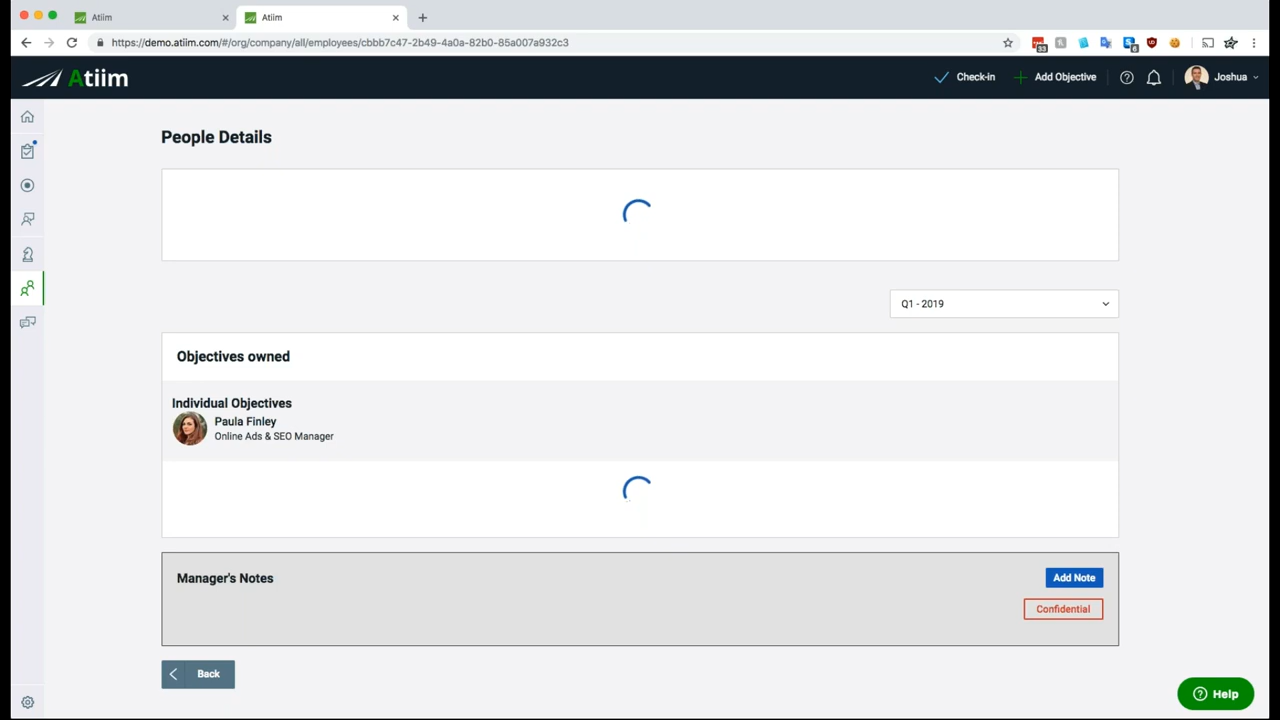 Atiim
Atiim
https://demo.atiim.com/#/org/company/all/employees/cbbb7c47-2b49-4a0a-82b0-85a007a932c3
33
6
Atiim
Check-in
Add Objective
Joshua
People Details
Q1 - 2019
Objectives owned
Individual Objectives
Paula Finley
Online Ads & SEO Manager
Manager's Notes
Add Note
Confidential
Back
Help